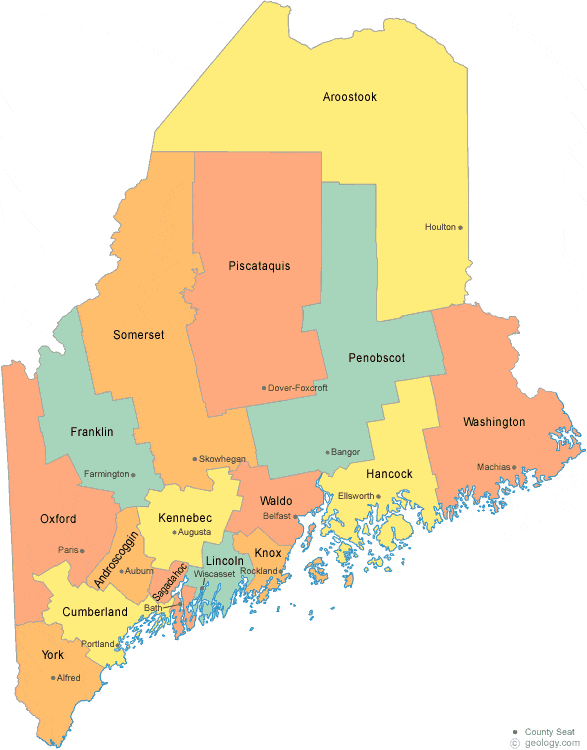 Aroostook
Houlton
Piscataquis
Somerset
Penobscot
Dover-Foxcroft
Washington
Franklin
Bangor
Skowhegan
Machias
Hancock
Farmington
Ellsworth
Waldo
Kennebec
Belfast
Oxford
Augusta
Androscoggin
Paris
Knox
Lincoln
Auburn
Sagadahoc
Wiscasset
Rockland
Cumberland
Bath
Portland
York
Alfred
County Seat
© geology.com